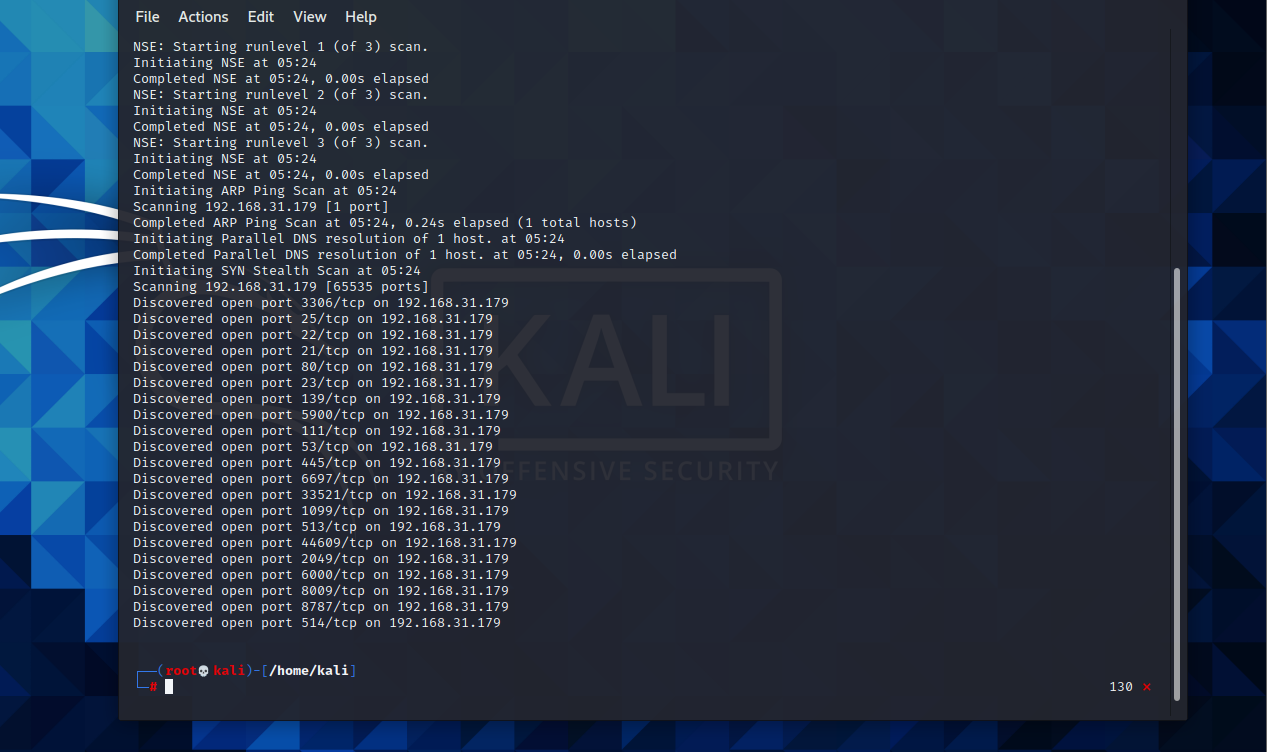 File Actions Edit View Help
NSE: Starting runlevel 1 (of 3) scan.
Initiating NSE at 05:24
Completed NSE at 05:24, 0.00s elapsed
NSE: Starting runlevel 2 (of 3) scan.
Initiating NSE at 05:24
Completed NSE at 05:24, 0.00s elapsed
NSE: Starting runlevel 3 (of 3) scan.
Initiating NSE at 05:24
Completed NSE at 05:24, 0.00s elapsed
Initiating ARP Ping Scan at 05:24
Scanning 192.168.31.179 [1 port]
Completed ARP Ping Scan at 05:24, 0.24s elapsed (1 total hosts)
Initiating Parallel DNS resolution of 1 host. at 05:24
Completed Parallel DNS resolution of 1 host. at 05:24, 0.00s elapsed
Initiating SYN Stealth Scan at 05:24
Scanning 192.168.31.179 [65535 ports]
Discovered open port 3306/tcp on 192.168.31.179
Discovered open port 25/tcp on 192.168.31.179
Discovered open port 22/tcp on 192.168.31.179
Discovered open port 21/tcp on 192.168.31.179
Discovered open port 80/tcp on 192.168.31.179
Discovered open port 23/tcp on 192.168.31.179
Discovered open port 139/tcp on 192.168.31.179
Discovered open port 5900/tcp on 192.168.31.179
Discovered open port 111/tcp on 192.168.31.179
Discovered open port 53/tcp on 192.168.31.179
Discovered open port 445/tcp on 192.168.31.179
Discovered open port 6697/tcp on 192.168.31.179
Discovered open port 33521/tcp on 192.168.31.179
Discovered open port 1099/tcp on 192.168.31.179
Discovered open port 513/tcp on 192.168.31.179
Discovered open port 44609/tcp on 192.168.31.179
Discovered open port 2049/tcp on 192.168.31.179
Discovered open port 6000/tcp on 192.168.31.179
Discovered open port 8009/tcp on 192.168.31.179
Discovered open port 8787/tcp on 192.168.31.179
Discovered open port 514/tcp on 192.168.31.179
┌──(root💀kali)-[/home/kali]
└─# 130 ⨯
KALI
OFFENSIVE SECURITY